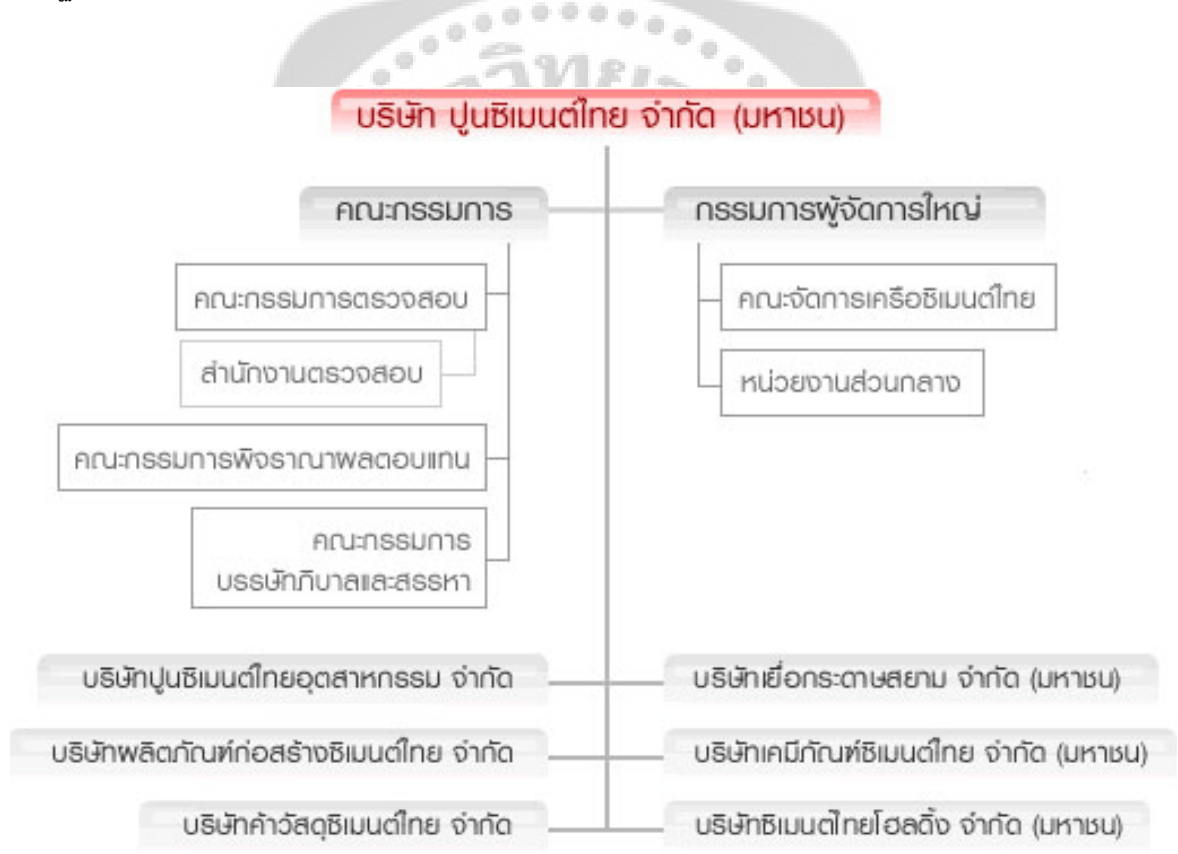 บริษัท ปูนซิเมนต์ไทย จำกัด (มหาชน)
คณะกรรมการ
กรรมการผู้จัดการใหญ่
คณะกรรมการตรวจสอบ
สำนักงานตรวจสอบ
คณะกรรมการพิจราณาผลตอบแทน
คณะกรรมการ
บรรษัทภิบาลและสรรหา
คณะจัดการเครือซิเมนต์ไทย
หน่วยงานส่วนกลาง
บริษัทปูนซิเมนต์ไทยอุตสาหกรรม จำกัด
บริษัทเยื่อกระดาษสยาม จำกัด (มหาชน)
บริษัทผลิตภัณฑ์ก่อสร้างซิเมนต์ไทย จำกัด
บริษัทเคมีภัณฑ์ซิเมนต์ไทย จำกัด (มหาชน)
บริษัทค้าวัสดุซิเมนต์ไทย จำกัด
บริษัทซิเมนต์ไทยโฮลดิ้ง จำกัด (มหาชน)